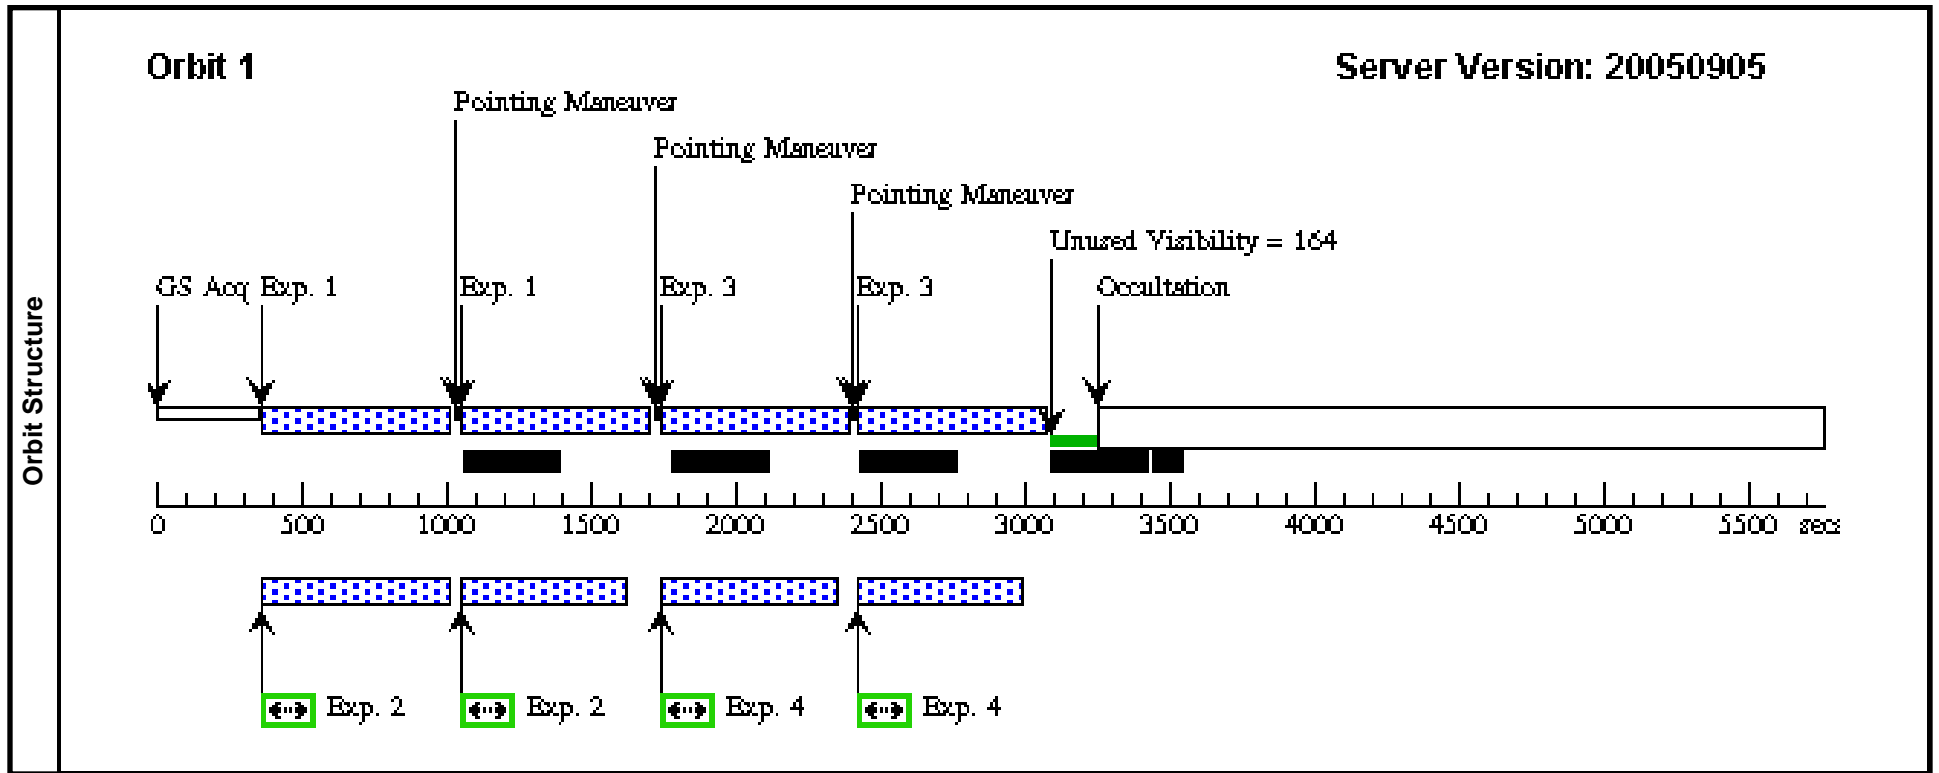 Orbit 1
Server Version: 20050905
Pointing Maneuver
Pointing Maneuver
Pointing Maneuver
Unused Visibility = 164
GS Acq Exp. 1 Exp. 1 Exp. 3 Exp. 3 Occultation
Orbit Structure
0 500 1000 1500 2000 2500 3000 3500 4000 4500 5000 5500 secs
Exp. 2 Exp. 2 Exp. 4 Exp. 4